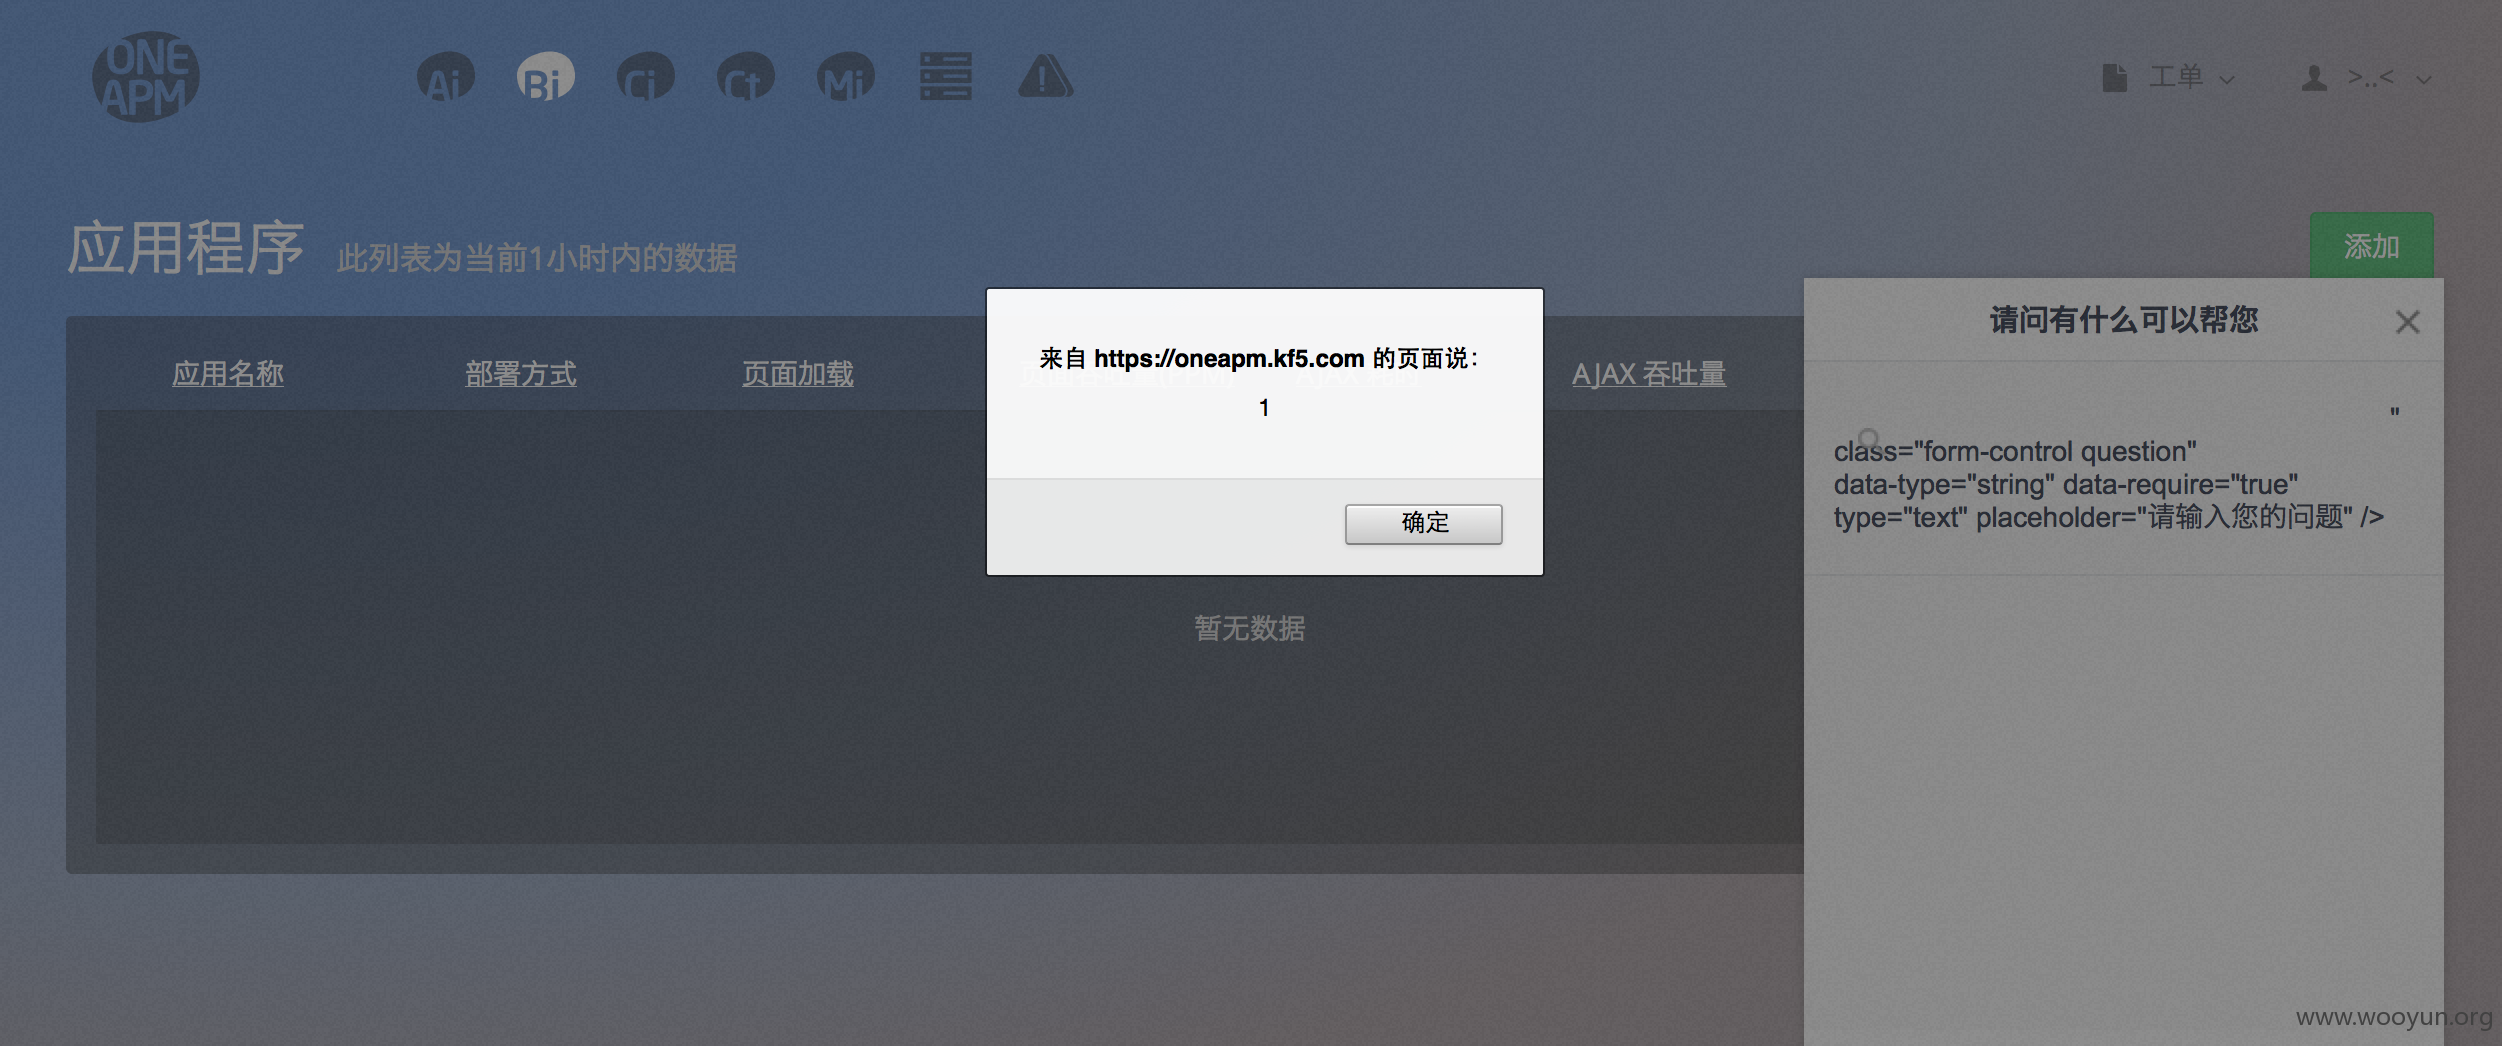 ONE
APM
Ai
Bi
Ci
Ct
Mi
工单
>..<
应用程序 此列表为当前1小时内的数据
添加
应用名称 部署方式 页面加载 AJAX 吞吐量
来自 https://oneapm.kf5.com 的页面说：
1
确定
暂无数据
请问有什么可以帮您
"
class="form-control question"
data-type="string" data-require="true"
type="text" placeholder="请输入您的问题" />
www.wooyun.org